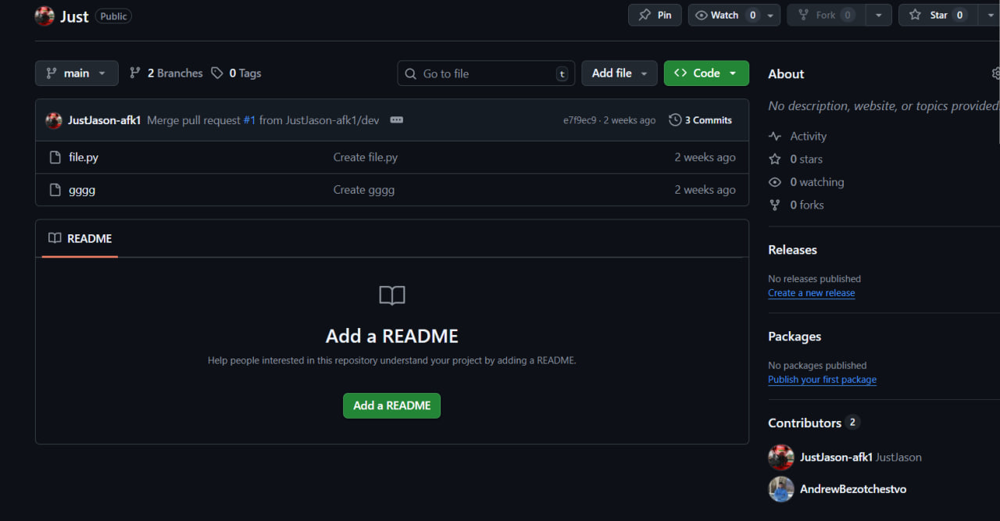 Just Public Pin Watch 0 Fork 0 Star 0
main 2 Branches 0 Tags Go to file t Add file Code
About
No description, website, or topics provided.
JustJason-afk1 Merge pull request #1 from JustJason-afk1/dev e7f9ec9 · 2 weeks ago 3 Commits
file.py Create file.py 2 weeks ago
gggg Create gggg 2 weeks ago
Activity
0 stars
0 watching
0 forks
README
Add a README
Help people interested in this repository understand your project by adding a README.
Add a README
Releases
No releases published
Create a new release
Packages
No packages published
Publish your first package
Contributors 2
JustJason-afk1 JustJason
AndrewBezotchestvo